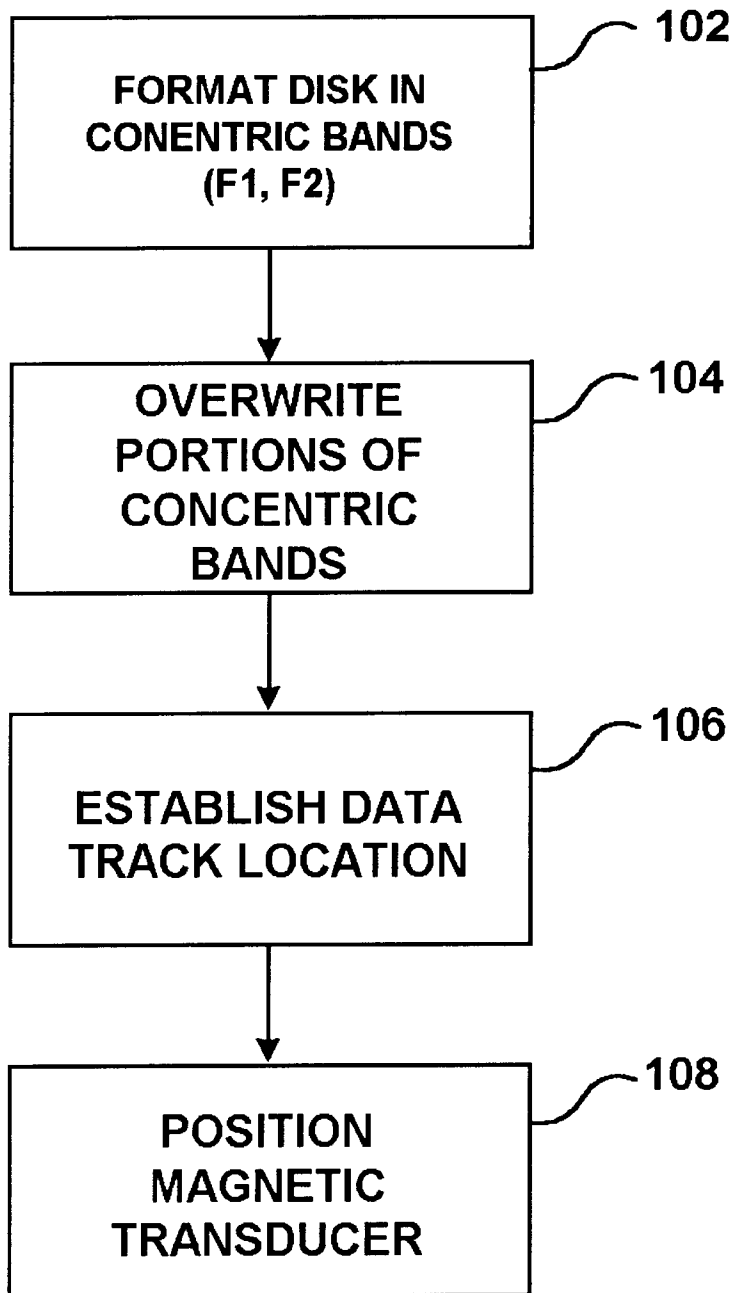 102
FORMAT DISK IN
CONENTRIC BANDS
(F1, F2)
104
OVERWRITE
PORTIONS OF
CONCENTRIC
BANDS
106
ESTABLISH DATA
TRACK LOCATION
108
POSITION
MAGNETIC
TRANSDUCER